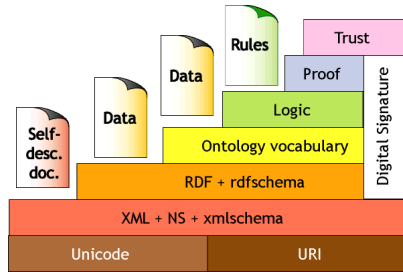 Trust
Rules
Proof
Data
Logic
Data
Self-
desc.
doc.
Ontology vocabulary
Digital Signature
RDF + rdfschema
XML + NS + xmlschema
Unicode
URI